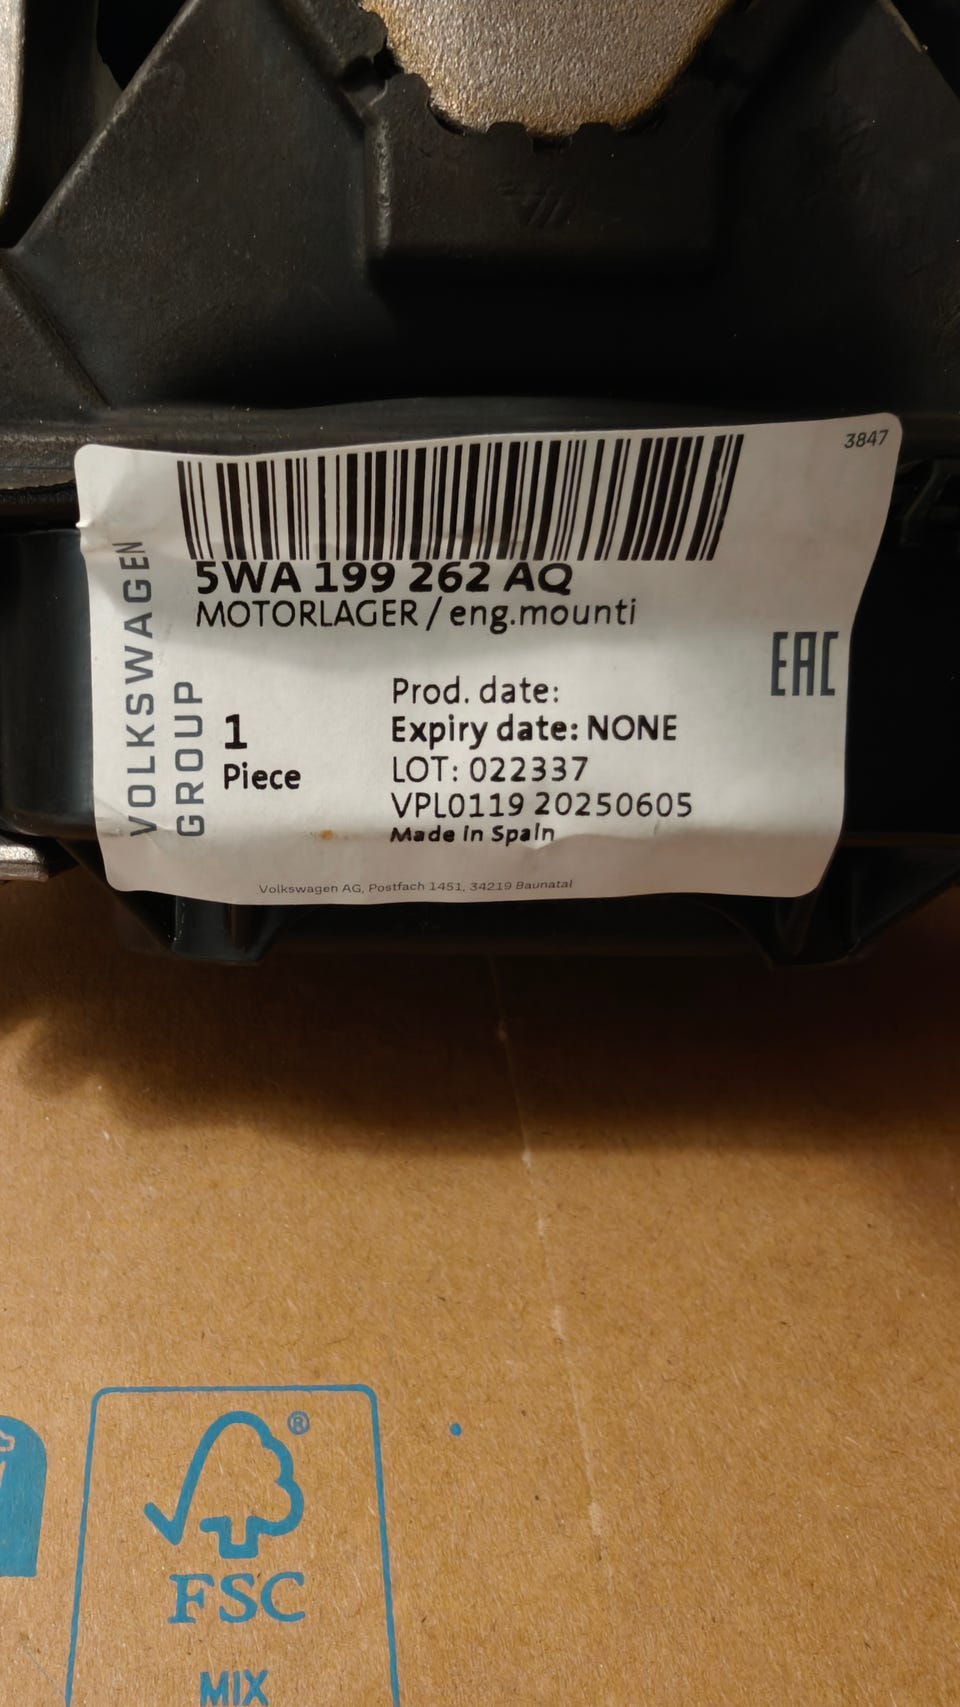 3847
5WA 199 262 AQ
MOTORLAGER / eng.mounti
EAC
VOLKSWAGEN
GROUP
1
Piece
Prod. date:
Expiry date: NONE
LOT: 022337
VPL0119 20250605
Made in Spain
Volkswagen AG, Postfach 1451, 34219 Baunatal
®
FSC
MIX